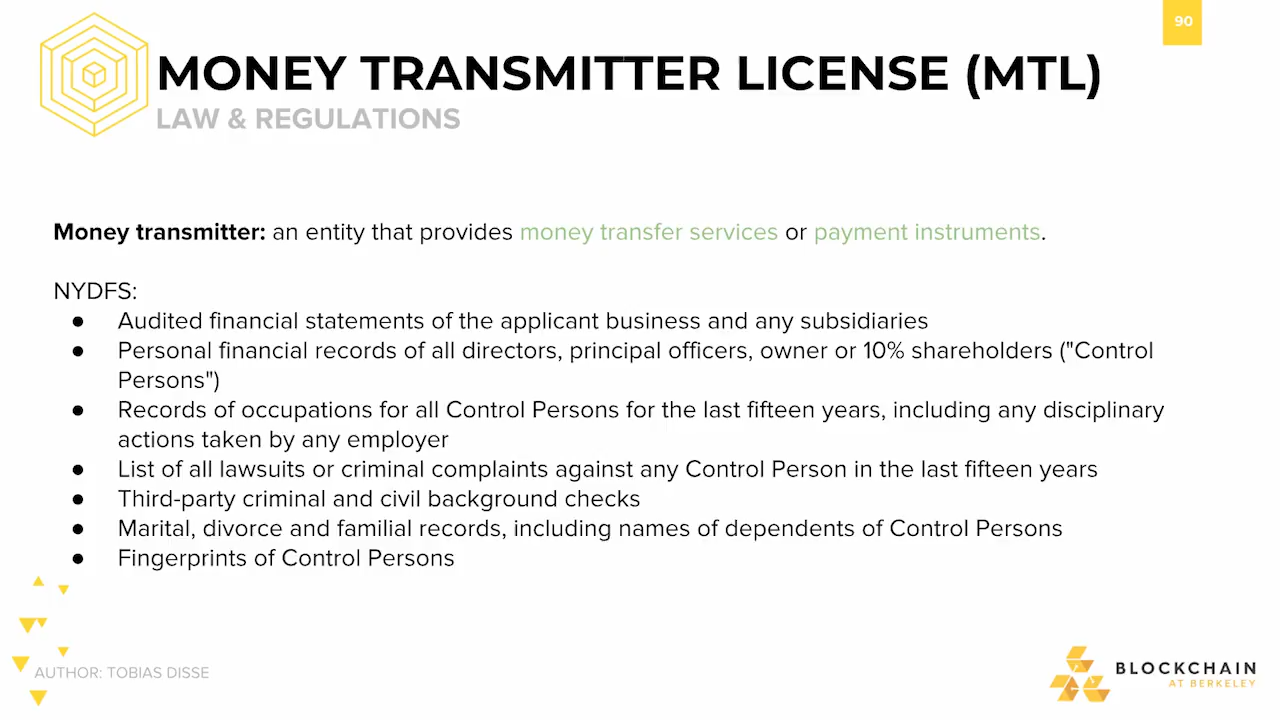 90
MONEY TRANSMITTER LICENSE (MTL)
LAW & REGULATIONS
Money transmitter: an entity that provides money transfer services or payment instruments.
NYDFS:
● Audited financial statements of the applicant business and any subsidiaries
● Personal financial records of all directors, principal officers, owner or 10% shareholders ("Control
Persons")
● Records of occupations for all Control Persons for the last fifteen years, including any disciplinary
actions taken by any employer
● List of all lawsuits or criminal complaints against any Control Person in the last fifteen years
● Third-party criminal and civil background checks
● Marital, divorce and familial records, including names of dependents of Control Persons
● Fingerprints of Control Persons
AUTHOR: TOBIAS DISSE
BLOCKCHAIN
AT BERKELEY